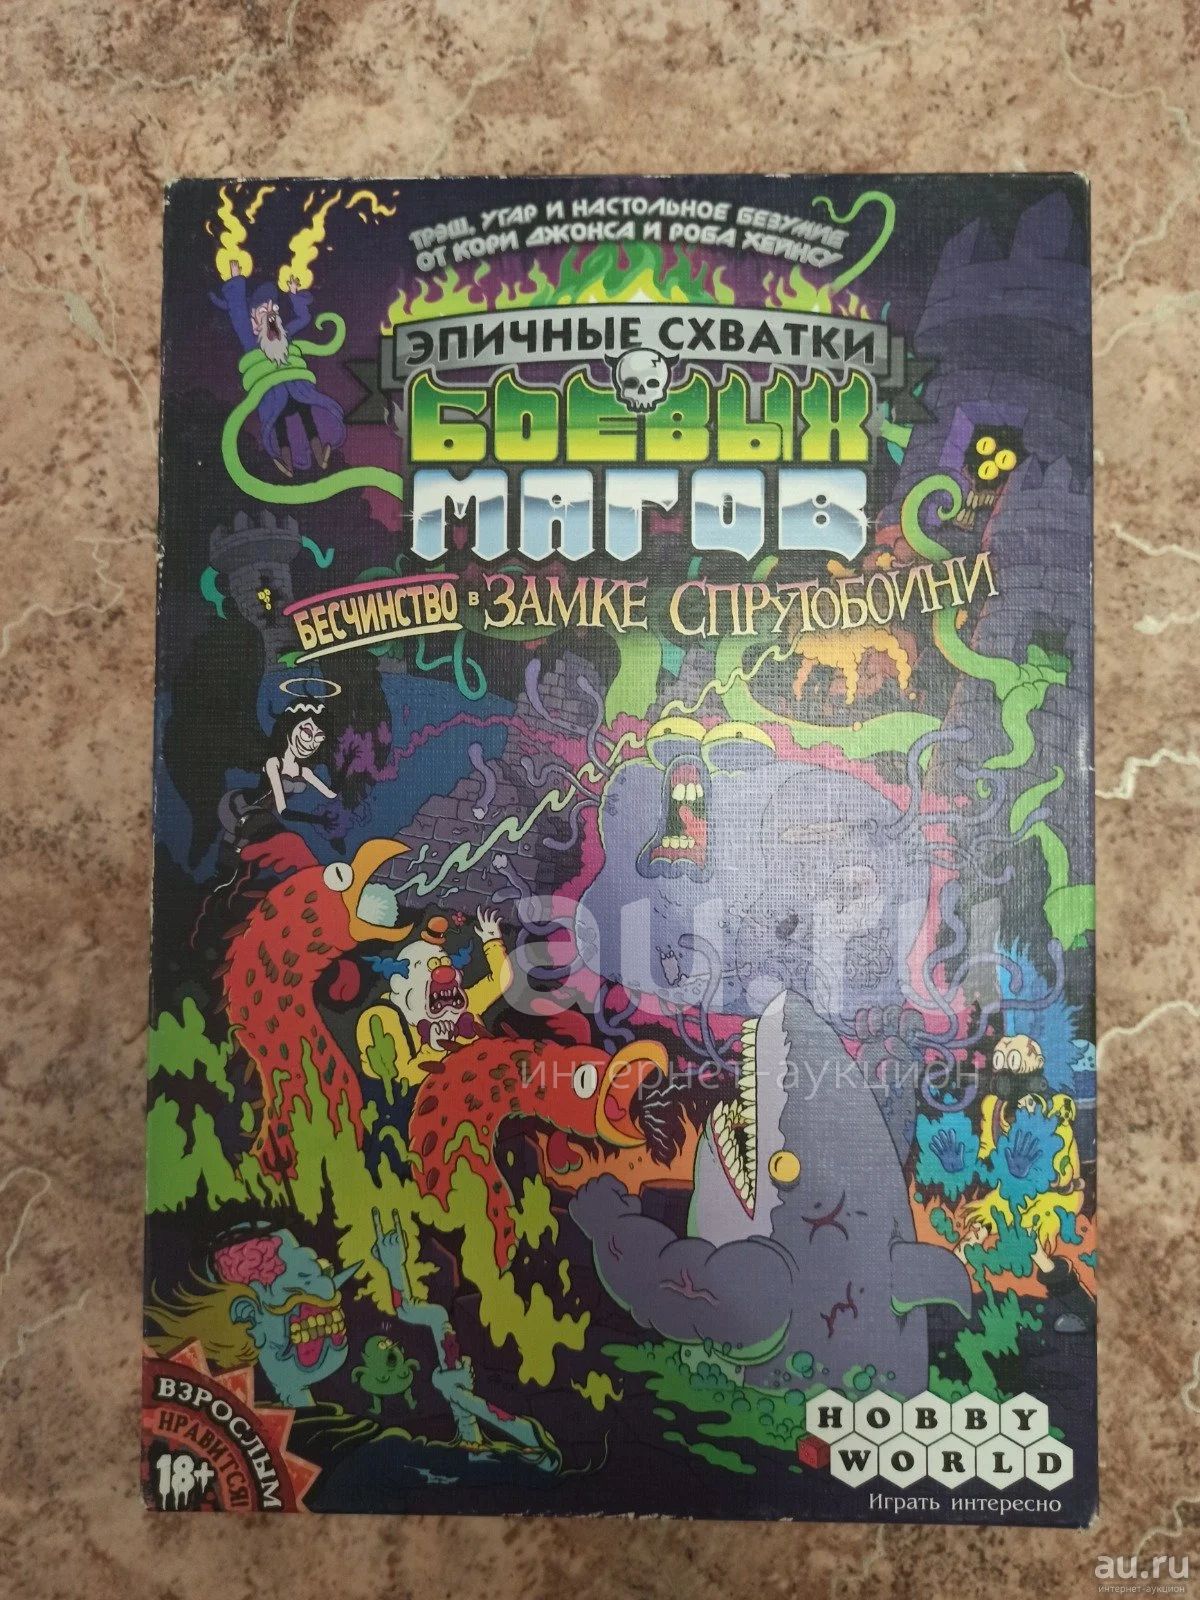 ТРЭШ, УГАР И НАСТОЛЬНОЕ БЕЗУМИЕ
ОТ КОРИ ДЖОНСА И РОБА ХЕЙНСУ
ЭПИЧНЫЕ СХВАТКИ
БОЕВЫХ
МАГОВ
БЕСЧИНСТВО В ЗАМКЕ СПРУТОБОЙНИ
au.ru
интернет-аукцион
ВЗРОСЛЫМ
НРАВИТСЯ!
18+
HOBBY
WORLD
Играть интересно
au.ru
интернет-аукцион